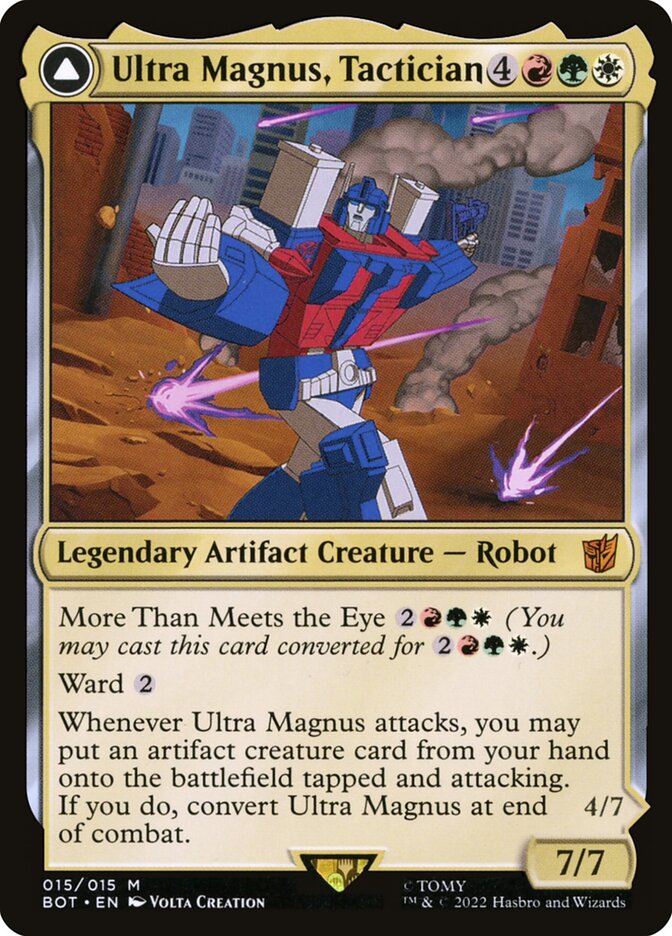 Ultra Magnus, Tactician 4
Legendary Artifact Creature — Robot
More Than Meets the Eye 2 (You
may cast this card converted for 2 .)
Ward 2
Whenever Ultra Magnus attacks, you may
put an artifact creature card from your hand
onto the battlefield tapped and attacking.
If you do, convert Ultra Magnus at end
of combat.
4/7
7/7
015/015 M
BOT • EN Volta Creation
© TOMY
™ & © 2022 Hasbro and Wizards